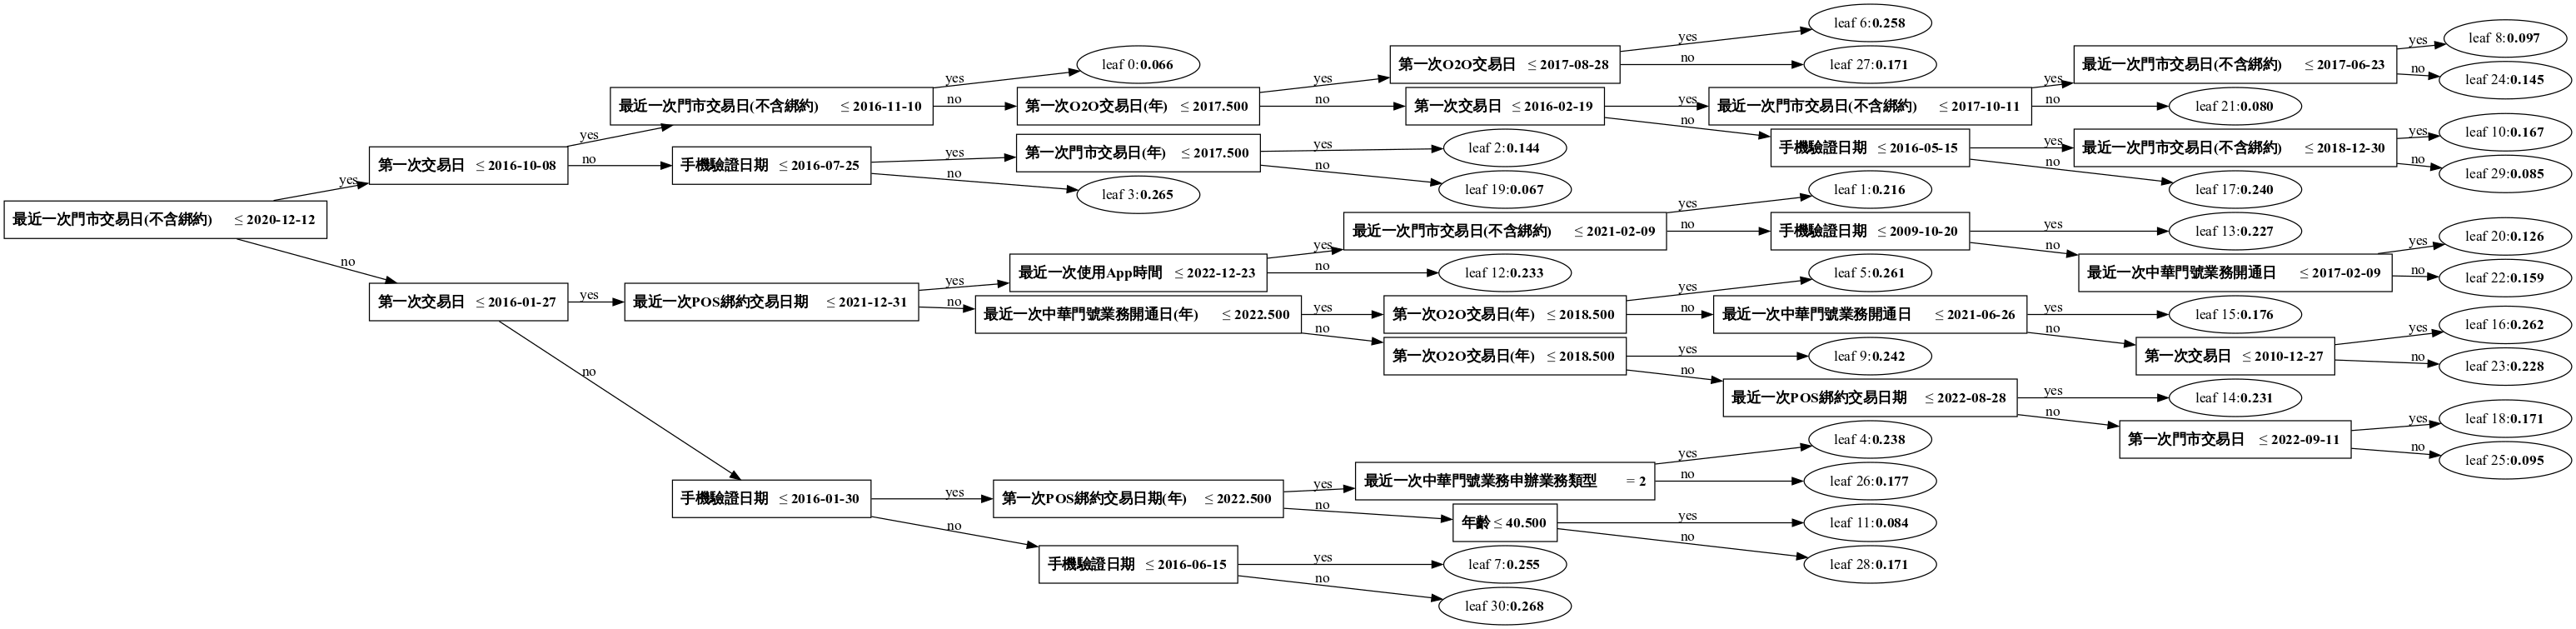 最近一次門市交易日(不含綁約) ≤ 2020-12-12
yes
no
第一次交易日 ≤ 2016-10-08
yes
no
第一次交易日 ≤ 2016-01-27
yes
no
最近一次門市交易日(不含綁約) ≤ 2016-11-10
yes
no
手機驗證日期 ≤ 2016-07-25
yes
no
最近一次POS綁約交易日期 ≤ 2021-12-31
yes
no
手機驗證日期 ≤ 2016-01-30
yes
no
leaf 0:0.066
第一次O2O交易日(年) ≤ 2017.500
yes
no
第一次門市交易日(年) ≤ 2017.500
yes
no
leaf 3:0.265
最近一次使用App時間 ≤ 2022-12-23
yes
no
最近一次中華門號業務開通日(年) ≤ 2022.500
yes
no
第一次POS綁約交易日期(年) ≤ 2022.500
yes
no
手機驗證日期 ≤ 2016-06-15
yes
no
第一次O2O交易日 ≤ 2017-08-28
yes
no
第一次交易日 ≤ 2016-02-19
yes
no
leaf 2:0.144
leaf 19:0.067
最近一次門市交易日(不含綁約) ≤ 2021-02-09
yes
no
leaf 12:0.233
第一次O2O交易日(年) ≤ 2018.500
yes
no
第一次O2O交易日(年) ≤ 2018.500
yes
no
最近一次中華門號業務申辦業務類型 = 2
yes
no
年齡 ≤ 40.500
yes
no
leaf 7:0.255
leaf 30:0.268
leaf 6:0.258
leaf 27:0.171
最近一次門市交易日(不含綁約) ≤ 2017-10-11
yes
no
手機驗證日期 ≤ 2016-05-15
yes
no
leaf 1:0.216
手機驗證日期 ≤ 2009-10-20
yes
no
leaf 5:0.261
最近一次中華門號業務開通日 ≤ 2021-06-26
yes
no
leaf 9:0.242
最近一次POS綁約交易日期 ≤ 2022-08-28
yes
no
leaf 4:0.238
leaf 26:0.177
leaf 11:0.084
leaf 28:0.171
最近一次門市交易日(不含綁約) ≤ 2017-06-23
yes
no
leaf 21:0.080
最近一次門市交易日(不含綁約) ≤ 2018-12-30
yes
no
leaf 17:0.240
leaf 13:0.227
最近一次中華門號業務開通日 ≤ 2017-02-09
yes
no
leaf 15:0.176
第一次交易日 ≤ 2010-12-27
yes
no
leaf 14:0.231
第一次門市交易日 ≤ 2022-09-11
yes
no
leaf 8:0.097
leaf 24:0.145
leaf 10:0.167
leaf 29:0.085
leaf 20:0.126
leaf 22:0.159
leaf 16:0.262
leaf 23:0.228
leaf 18:0.171
leaf 25:0.095